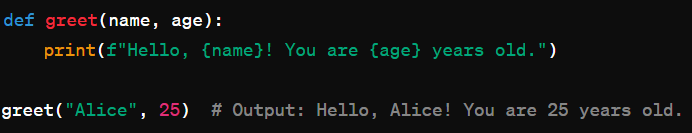 def greet(name, age):
    print(f"Hello, {name}! You are {age} years old.")
greet("Alice", 25)  # Output: Hello, Alice! You are 25 years old.